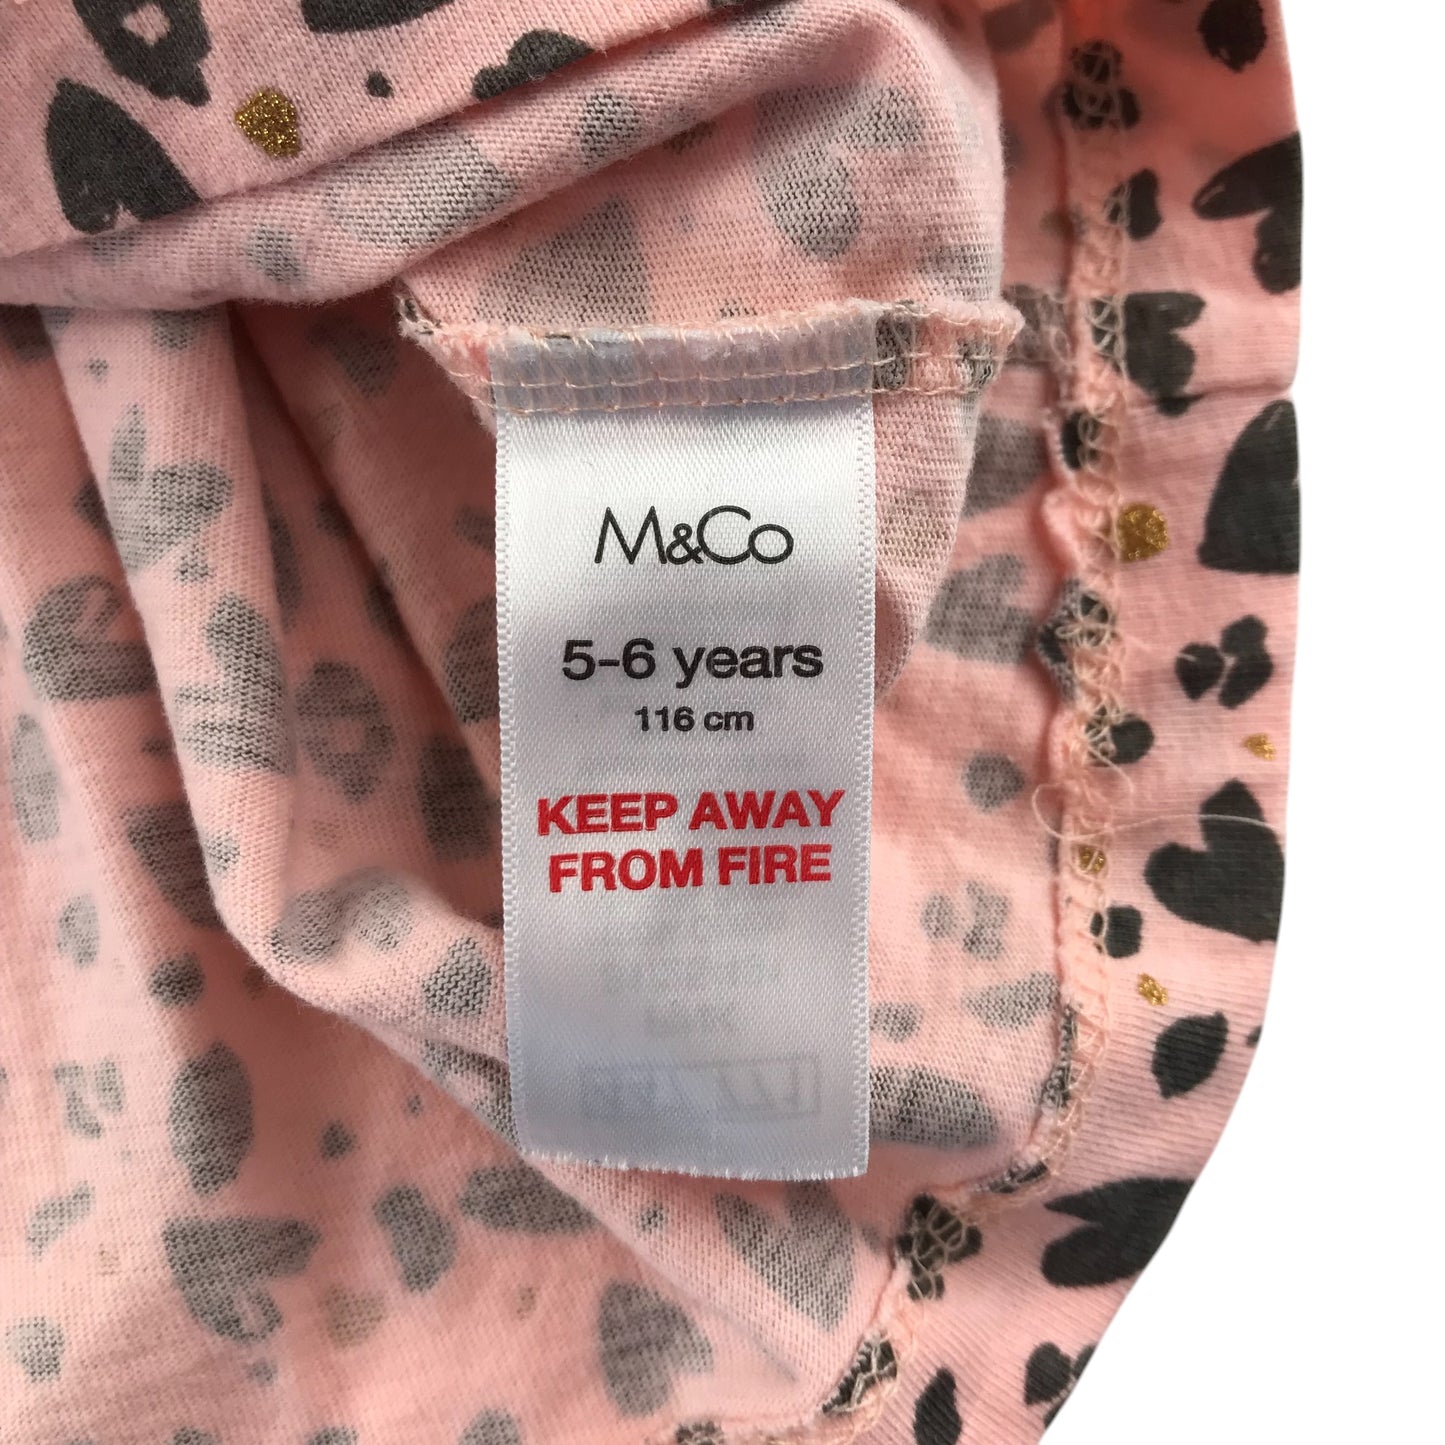 M&Co
5-6 years
116 cm
KEEP AWAY
FROM FIRE